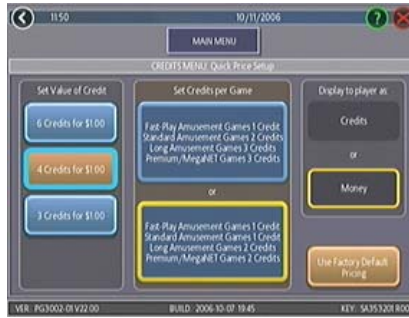 11:50
10/11/2006
?
MAIN MENU
CREDITS MENU: Quick Price Setup
Set Value of Credit
6 Credits for $1.00
4 Credits for $1.00
3 Credits for $1.00
Set Credits per Game
Fast-Play Amusement Games 1 Credit
Standard Amusement Games 2 Credits
Long Amusement Games 3 Credits
Premium/MegaNET Games 3 Credits
or
Fast-Play Amusement Games 1 Credit
Standard Amusement Games 1 Credit
Long Amusement Games 2 Credits
Premium/MegaNET Games 2 Credits
Display to player as:
Credits
or
Money
Use Factory Default
Pricing
VER: PG3002-01 V22.00
BUILD: 2006-10-07 19:45
KEY: SA353201 R00